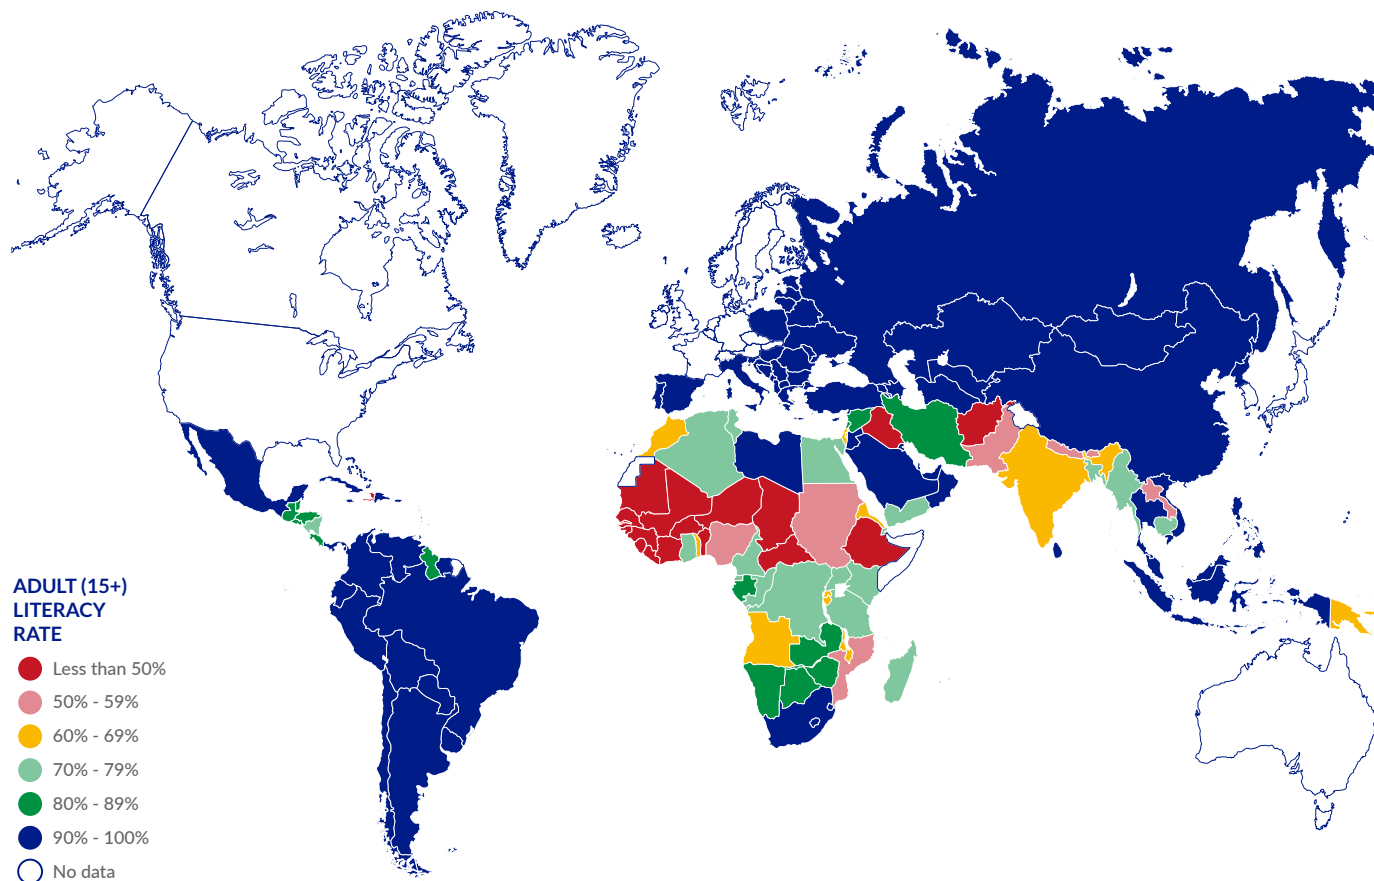 ADULT (15+)
LITERACY
RATE
Less than 50%
50% - 59%
60% - 69%
70% - 79%
80% - 89%
90% - 100%
No data